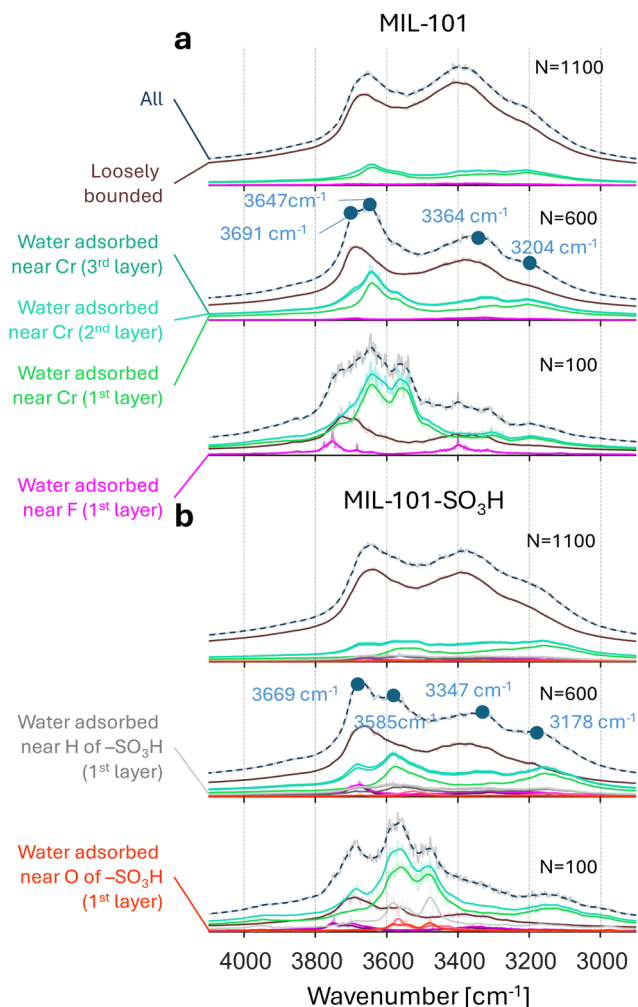 MIL-101
a
N=1100
All
Loosely
bounded
3647cm-1
3691 cm-1
3364 cm-1
N=600
3204 cm-1
Water adsorbed
near Cr (3rd layer)
Water adsorbed
near Cr (2nd layer)
Water adsorbed
near Cr (1st layer)
N=100
Water adsorbed
near F (1st layer)
b
MIL-101-SO3H
N=1100
3669 cm-1
3585cm-1
3347 cm-1
N=600
3178 cm-1
Water adsorbed
near H of –SO3H
(1st layer)
Water adsorbed
near O of –SO3H
(1st layer)
N=100
4000 3800 3600 3400 3200 3000
Wavenumber [cm-1]